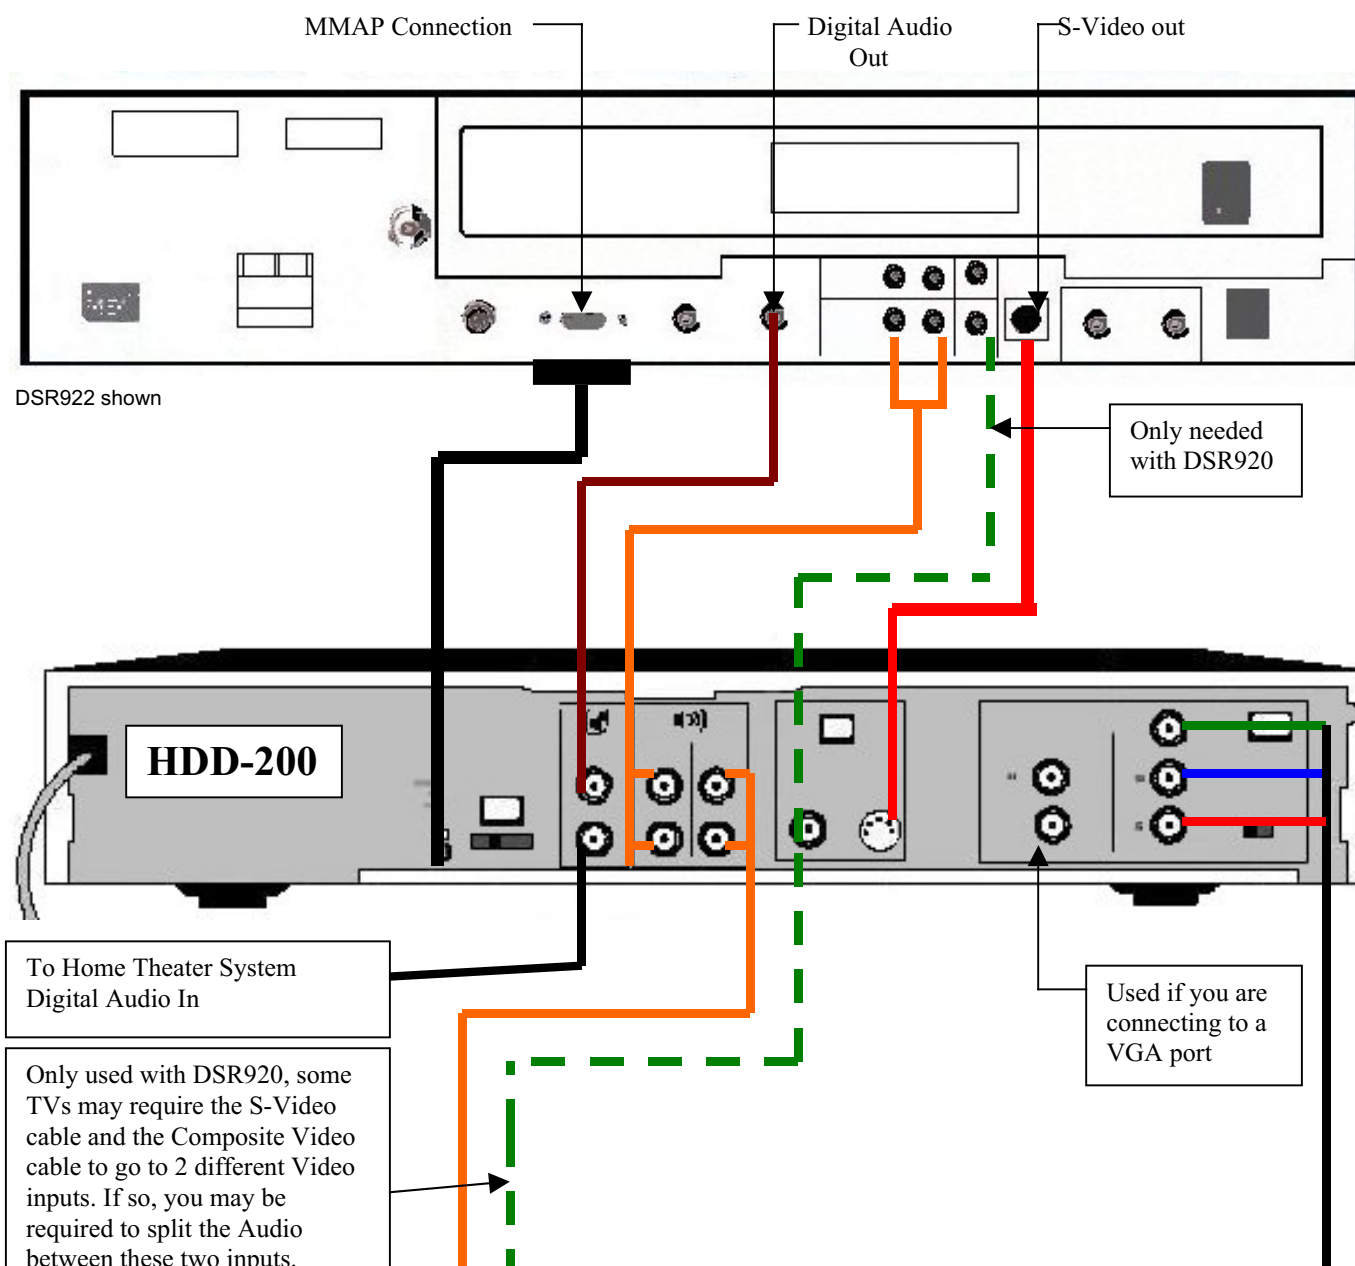 MMAP Connection
Digital Audio
Out
S-Video out
DSR922 shown
Only needed
with DSR920
HDD-200
To Home Theater System
Digital Audio In
Used if you are
connecting to a
VGA port
Only used with DSR920, some
TVs may require the S-Video
cable and the Composite Video
cable to go to 2 different Video
inputs. If so, you may be
required to split the Audio
between these two inputs.